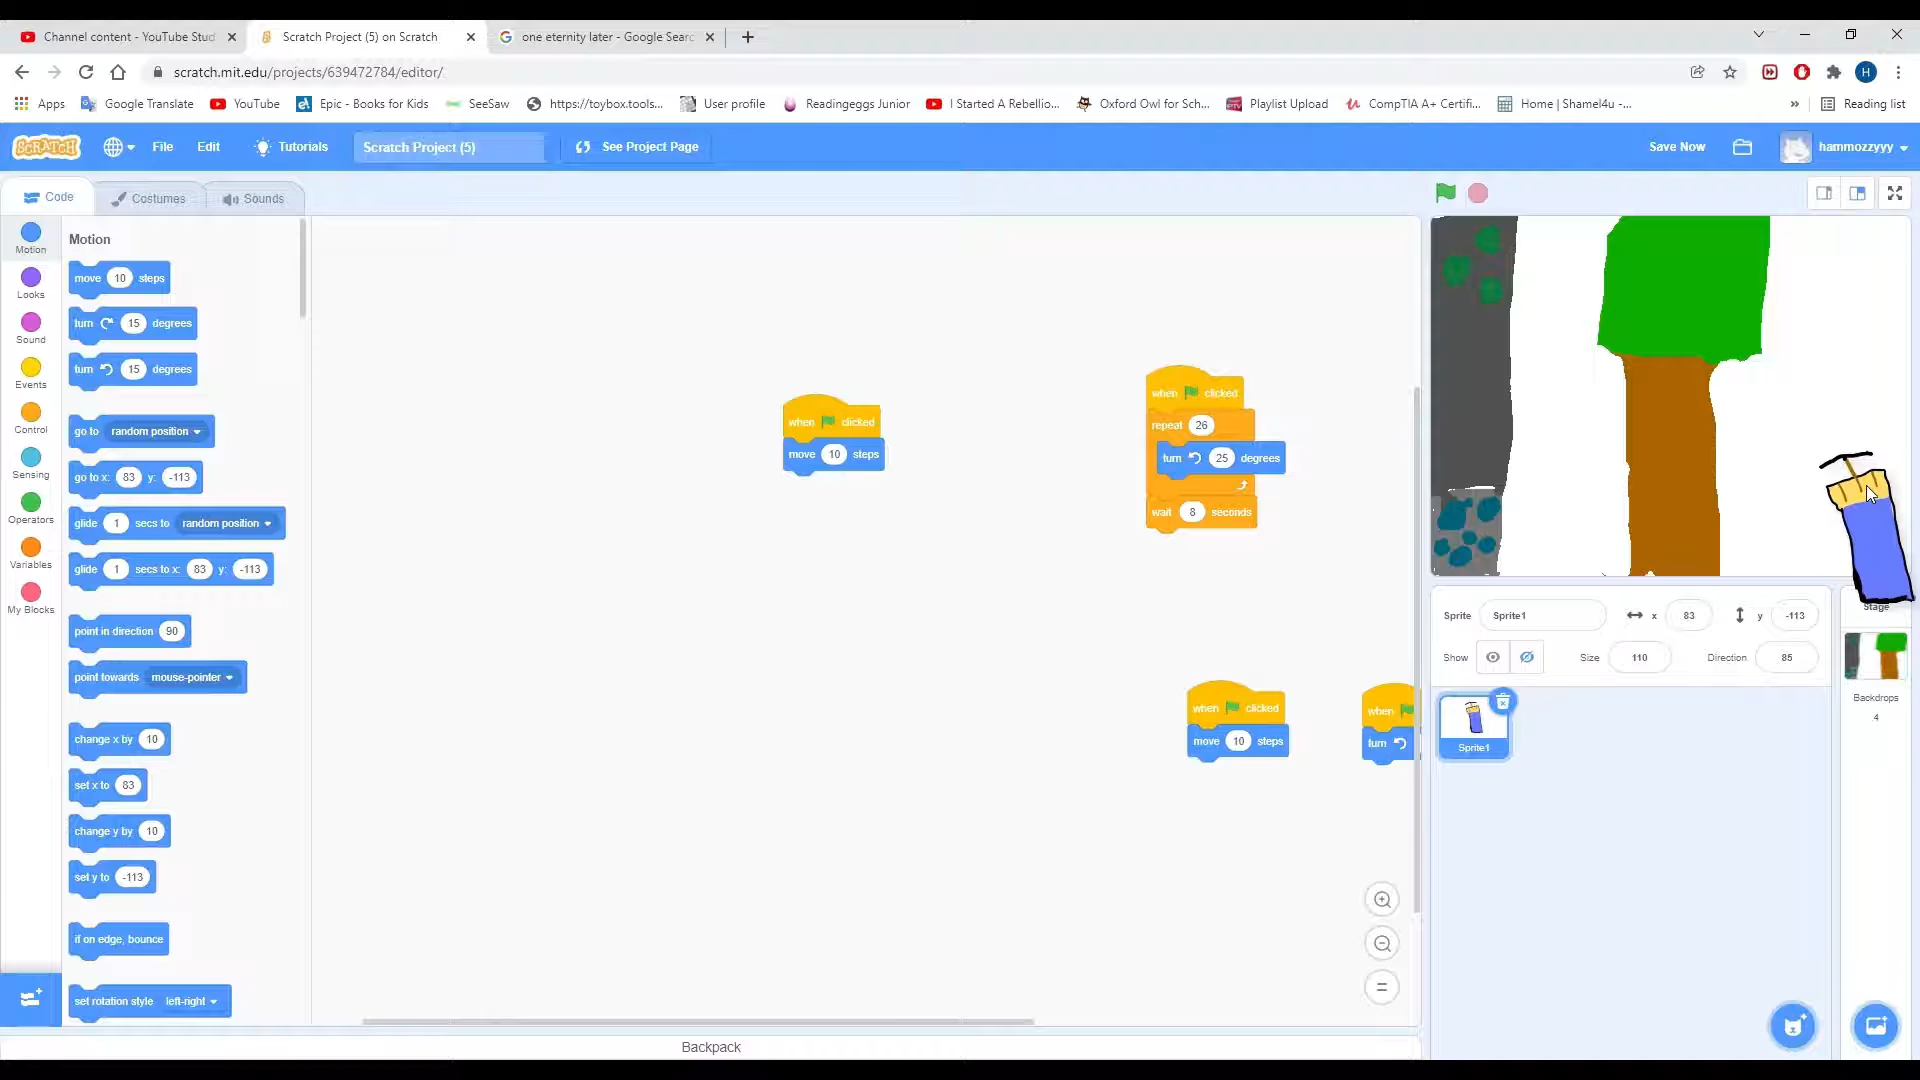 Channel content - YouTube Stud
Scratch Project (5) on Scratch
one eternity later - Google Searc
scratch.mit.edu/projects/639472784/editor/
H
Apps
Google Translate
YouTube
Epic - Books for Kids
SeeSaw
https://toybox.tools...
User profile
Readingeggs Junior
I Started A Rebellio...
Oxford Owl for Sch...
Playlist Upload
CompTIA A+ Certifi...
Home | Shamel4u -...
»
Reading list
SCRATCH
File
Edit
Tutorials
Scratch Project (5)
See Project Page
Save Now
hammozzyyy
Code
Costumes
Sounds
Motion
Looks
Sound
Events
Control
Sensing
Operators
Variables
My Blocks
Motion
move 10 steps
turn 15 degrees
turn 15 degrees
go to random position
go to x: 83 y: -113
glide 1 secs to random position
glide 1 secs to x: 83 y: -113
point in direction 90
point towards mouse-pointer
change x by 10
set x to 83
change y by 10
set y to -113
if on edge, bounce
set rotation style left-right
when clicked
move 10 steps
when clicked
repeat 26
turn 25 degrees
wait 8 seconds
when clicked
move 10 steps
when
turn
Backpack
Sprite Sprite1 x 83 y -113
Show Size 110 Direction 85
Sprite1
Stage
Backdrops
4